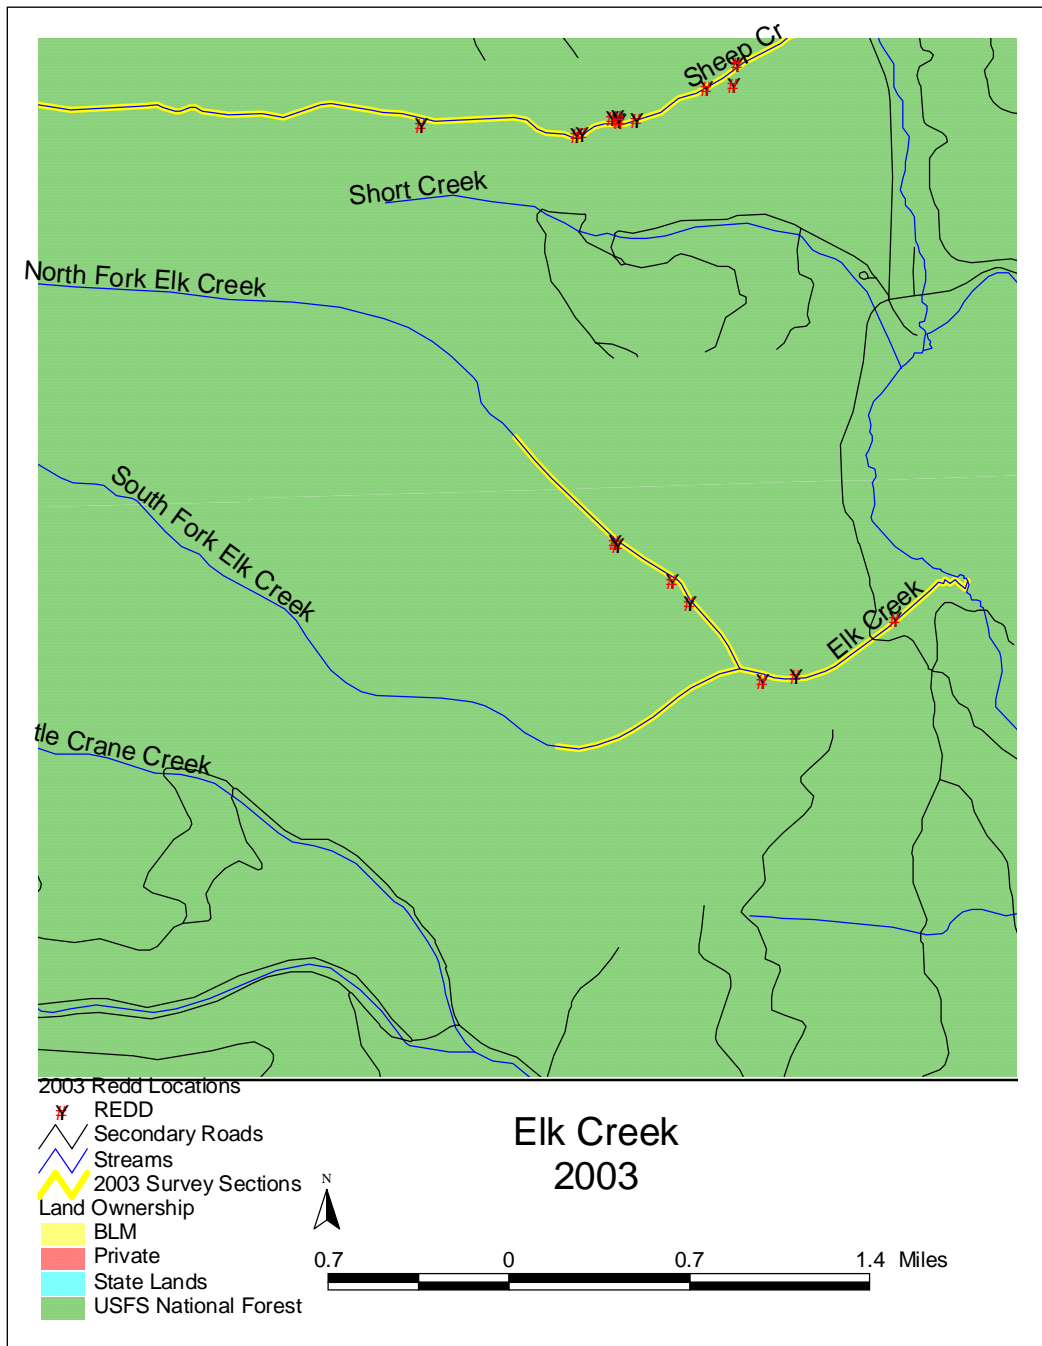 Sheep Cr
Short Creek
North Fork Elk Creek
South Fork Elk Creek
Elk Creek
tle Crane Creek
2003 Redd Locations
REDD
Secondary Roads
Streams
2003 Survey Sections
Land Ownership
BLM
Private
State Lands
USFS National Forest
Elk Creek
2003
N
0.7 0 0.7 1.4 Miles